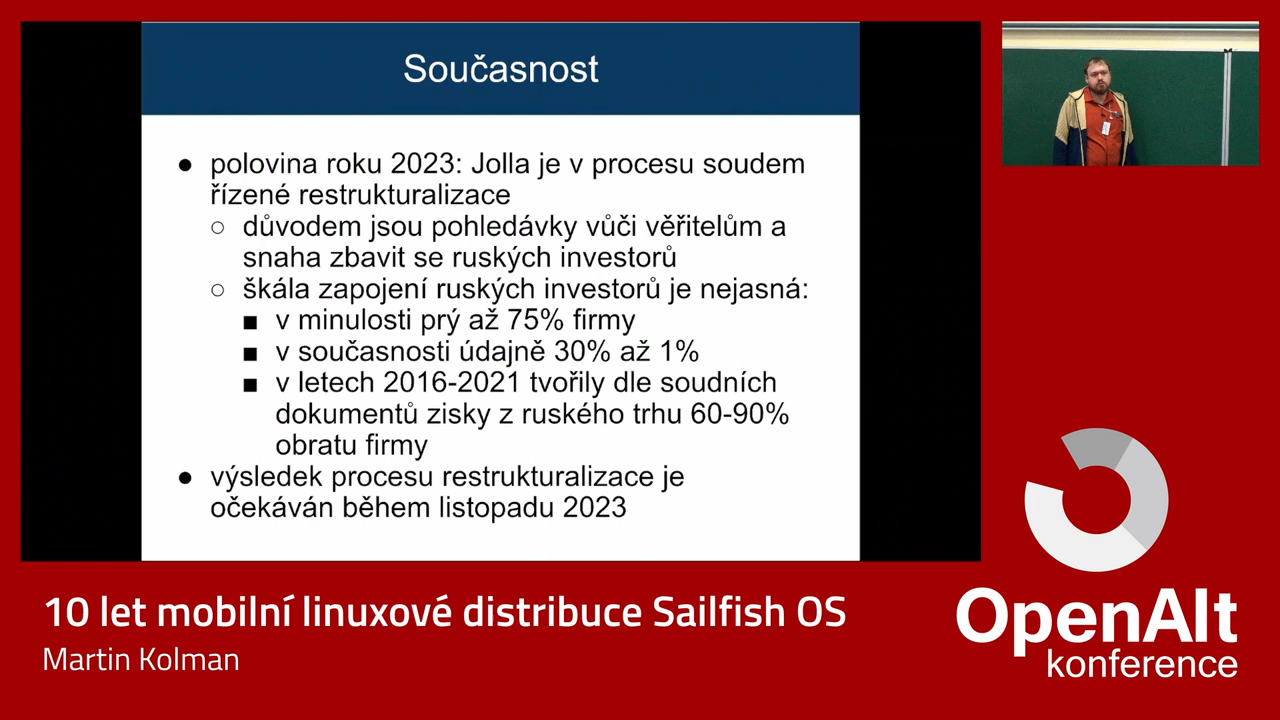 Současnost
● polovina roku 2023: Jolla je v procesu soudem
řízené restrukturalizace
○ důvodem jsou pohledávky vůči věřitelům a
snaha zbavit se ruských investorů
○ škála zapojení ruských investorů je nejasná:
■ v minulosti prý až 75% firmy
■ v současnosti údajně 30% až 1%
■ v letech 2016-2021 tvořily dle soudních
dokumentů zisky z ruského trhu 60-90%
obratu firmy
● výsledek procesu restrukturalizace je
očekáván během listopadu 2023
10 let mobilní linuxové distribuce Sailfish OS
Martin Kolman
OpenAlt
konference